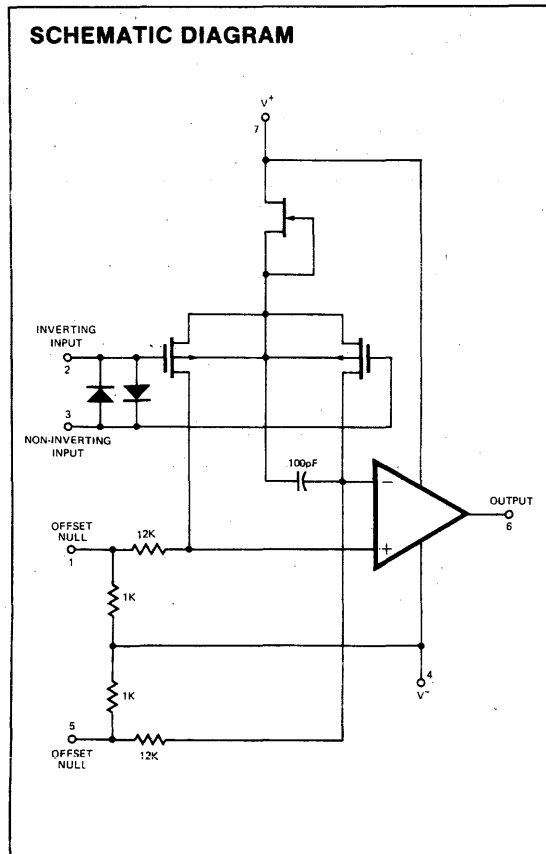 SCHEMATIC DIAGRAM
V+
7
INVERTING
INPUT
2
3
NON-INVERTING
INPUT
100pF
−
+
OUTPUT
6
OFFSET
NULL
1
12K
1K
1K
4
V−
5
OFFSET
NULL
12K